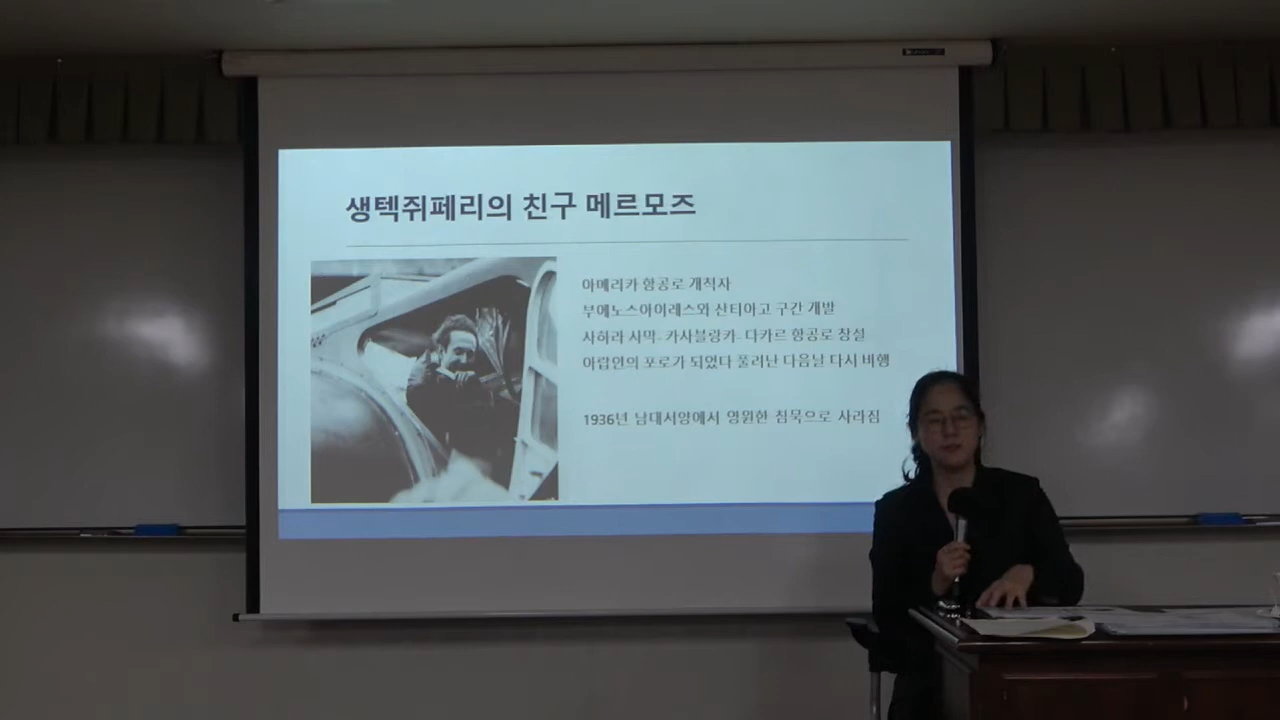 생텍쥐페리의 친구 메르모즈
아메리카 항공로 개척자
부에노스아이레스와 산티아고 구간 개발
사하라 사막- 카사블랑카- 다카르 항공로 창설
아랍인의 포로가 되었다 풀려난 다음날 다시 비행
1936년 남대서양에서 영원한 침묵으로 사라짐